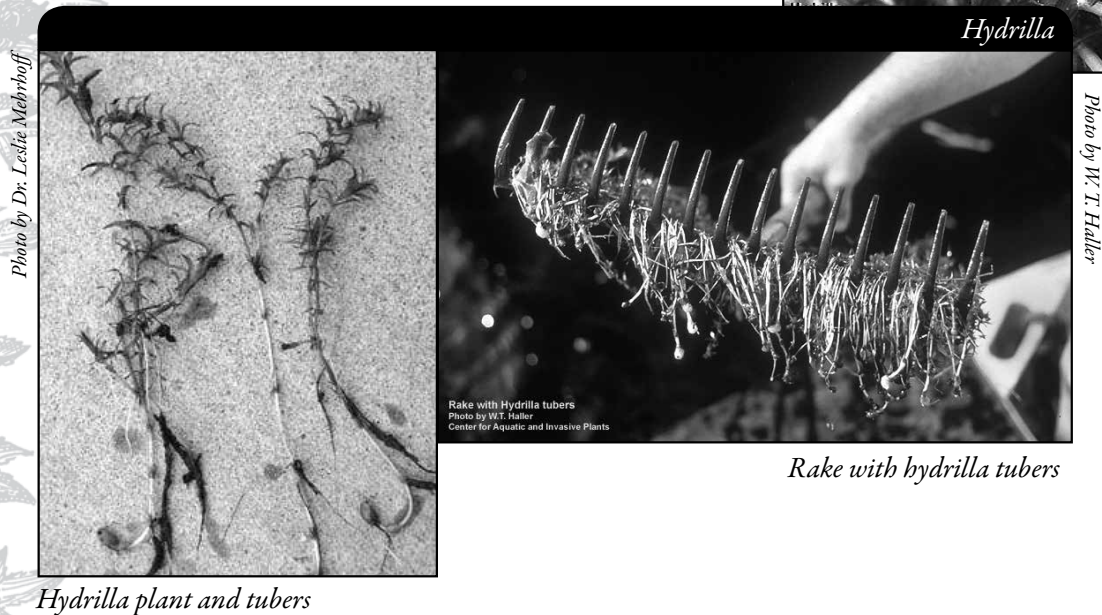 Hydrilla
Photo by Dr. Leslie Mehrhoff
Photo by W. T. Haller
Rake with Hydrilla tubers
Photo by W.T. Haller
Center for Aquatic and Invasive Plants
Rake with hydrilla tubers
Hydrilla plant and tubers